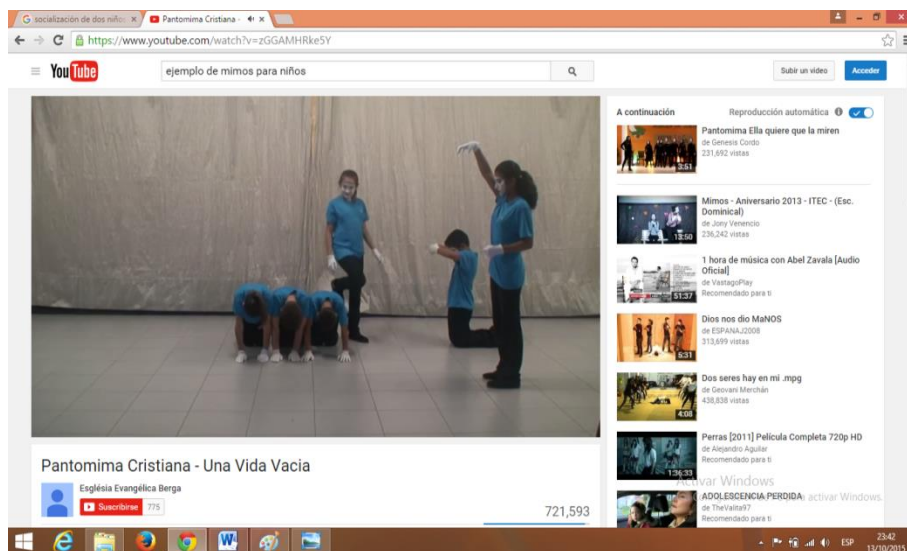 socialización de dos niño
Pantomima Cristiana -
https://www.youtube.com/watch?v=zGGAMHRke5Y
YouTube
ejemplo de mimos para niños
Subir un video
Acceder
Pantomima Cristiana - Una Vida Vacia
Església Evangélica Berga
Suscribirse 775
721,593
A continuación
Reproducción automática
Pantomima Ella quiere que la miren
de Genesis Cordo
231,692 vistas
3:51
Mimos - Aniversario 2013 - ITEC - (Esc. Dominical)
de Jony Venencio
236,242 vistas
13:50
1 hora de música con Abel Zavala [Audio Oficial]
de VastagoPlay
Recomendado para ti
51:37
Dios nos dio MaNOS
de ESPANAJ2008
313,699 vistas
5:31
Dos seres hay en mi .mpg
de Geovani Merchán
438,838 vistas
4:08
Perras [2011] Película Completa 720p HD
de Alejandro Aguilar
Recomendado para ti
1:36:33
Activar Windows
ADOLESCENCIA PERDIDA
activar Windows.
de TheValita97
Recomendado para ti
ESP
23:42
13/10/2015